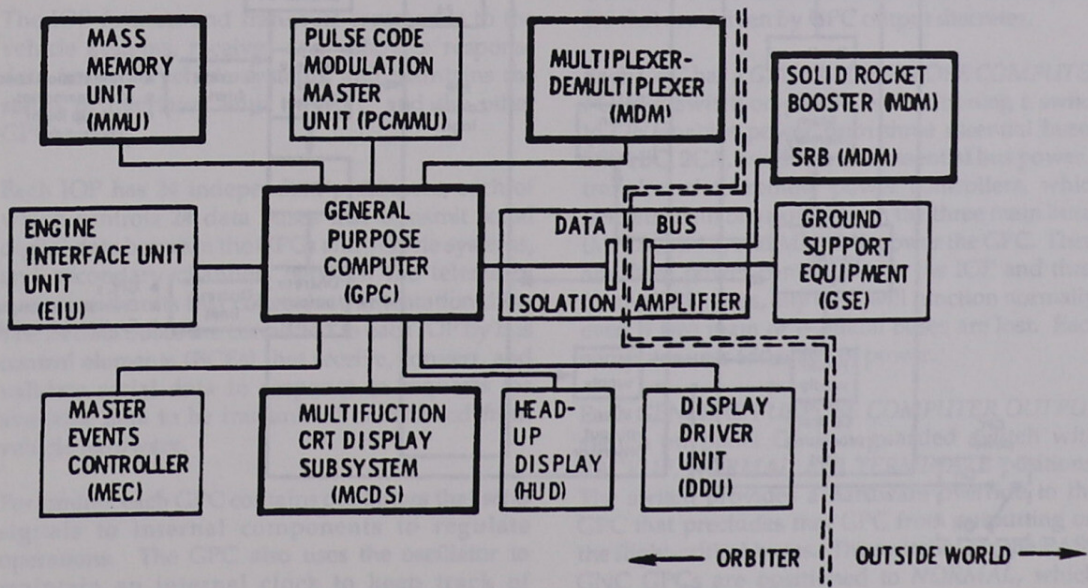 MASS
MEMORY
UNIT
(MMU)
PULSE CODE
MODULATION
MASTER
UNIT (PCMMU)
MULTIPLEXER-
DEMULTIPLEXER
(MDM)
SOLID ROCKET
BOOSTER (MDM)
SRB (MDM)
ENGINE
INTERFACE UNIT
UNIT
(EIU)
GENERAL
PURPOSE
COMPUTER
(GPC)
DATA BUS
ISOLATION AMPLIFIER
GROUND
SUPPORT
EQUIPMENT
(GSE)
MASTER
EVENTS
CONTROLLER
(MEC)
MULTIFUCTION
CRT DISPLAY
SUBSYSTEM
(MCDS)
HEAD-
UP
DISPLAY
(HUD)
DISPLAY
DRIVER
UNIT
(DDU)
ORBITER
OUTSIDE WORLD